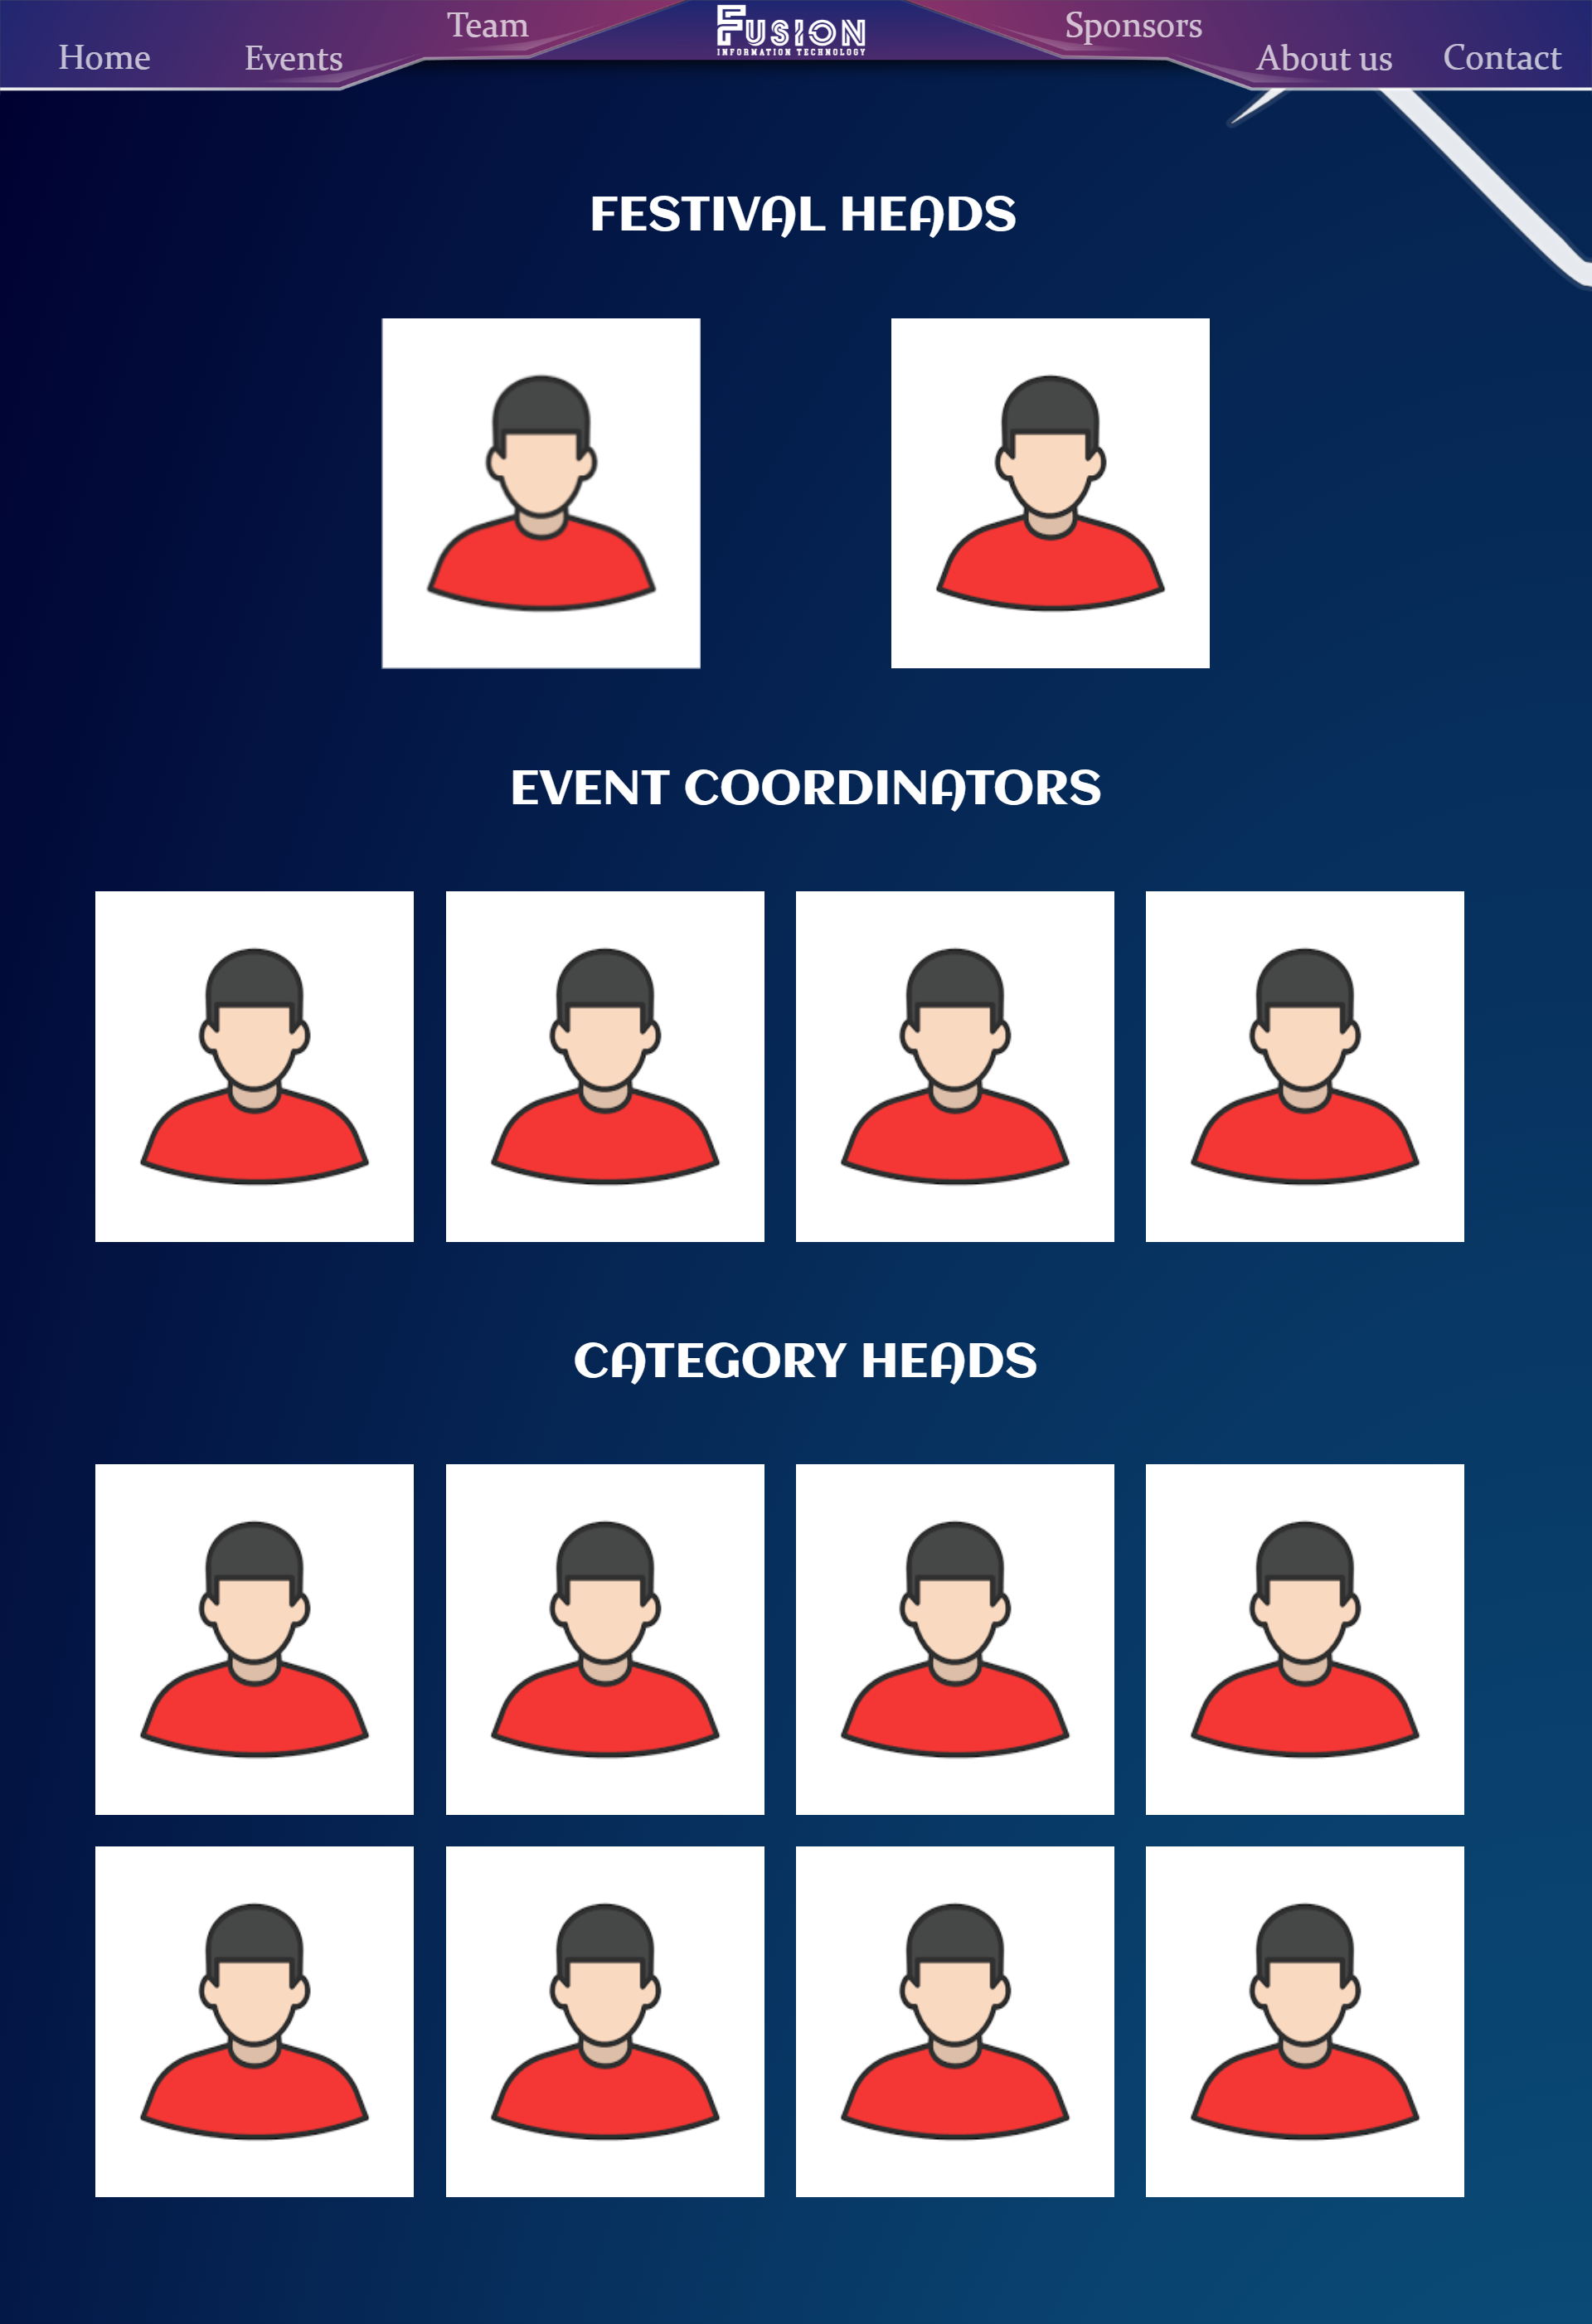 Home
Events
Team
FUSION
INFORMATION TECHNOLOGY
Sponsors
About us
Contact
FESTIVAL HEADS
EVENT COORDINATORS
CATEGORY HEADS